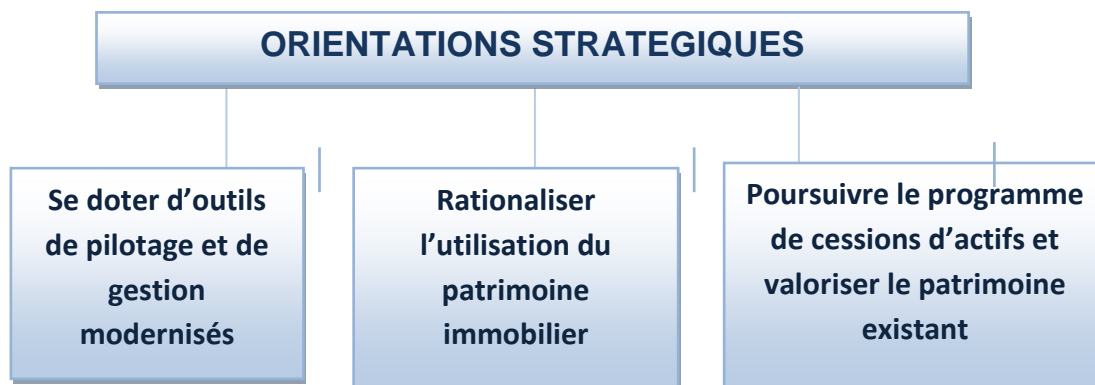 ORIENTATIONS STRATEGIQUES
Se doter d’outils
de pilotage et de
gestion
modernisés
Rationaliser
l’utilisation du
patrimoine
immobilier
Poursuivre le programme
de cessions d’actifs et
valoriser le patrimoine
existant